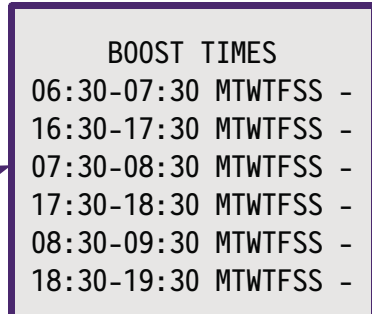 BOOST TIMES
06:30-07:30 MTWTFSS -
16:30-17:30 MTWTFSS -
07:30-08:30 MTWTFSS -
17:30-18:30 MTWTFSS -
08:30-09:30 MTWTFSS -
18:30-19:30 MTWTFSS -